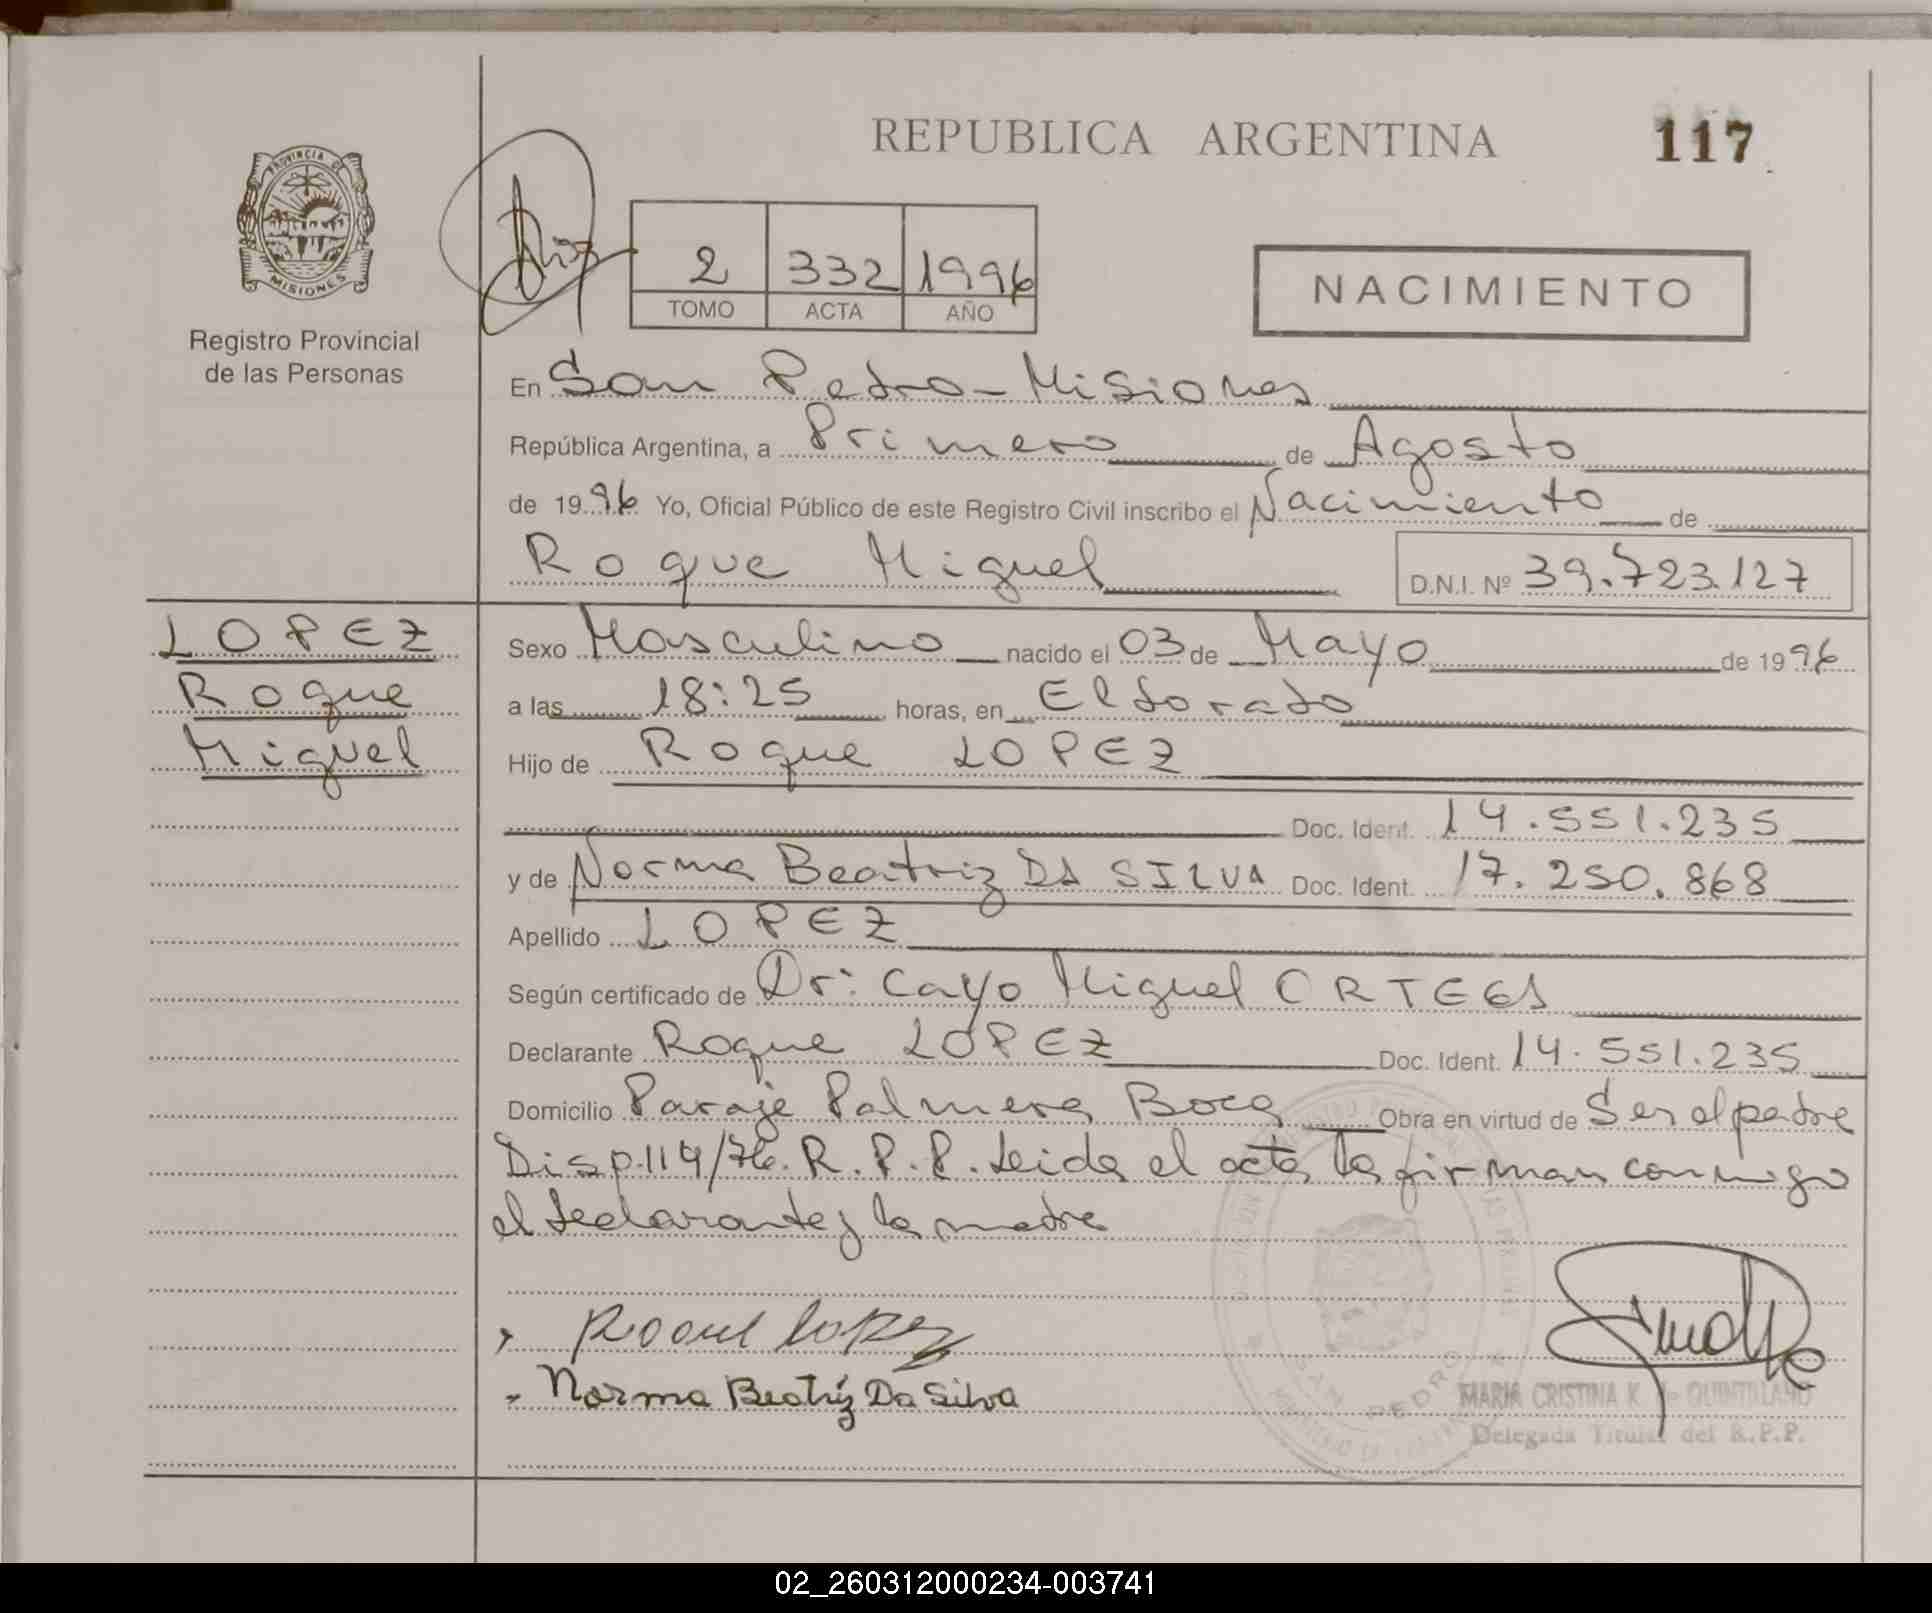 REPUBLICA ARGENTINA
117
PROVINCIA DE
MISIONES
Registro Provincial
de las Personas
2 332 1996
TOMO ACTA AÑO
NACIMIENTO
En San Pedro - Misiones
República Argentina, a Primero de Agosto
de 1996 Yo, Oficial Público de este Registro Civil inscribo el Nacimiento de
Roque Miguel D.N.I. Nº 39.723.127
LOPEZ
Roque
Miguel
Sexo Masculino nacido el 03 de Mayo de 1996
a las 18:25 horas, en Eldorado
Hijo de Roque LOPEZ
Doc. Ident. 14.551.235
y de Norma Beatriz DA SILVA Doc. Ident. 17.250.868
Apellido LOPEZ
Según certificado de Dr: Cayo Miguel ORTEGA
Declarante Roque LOPEZ Doc. Ident. 14.551.235
Domicilio Paraje Palmera Boca Obra en virtud de Ser el padre
Disp. 114/76. R.P.P. Leida el acta la firman conmigo
el declarante y la madre
lopez
Norma Beatriz Da Silva
SAN PEDRO
MARIA CRISTINA K. de QUINTILLANO
Delegada Titular del R.P.P.
02_260312000234-003741